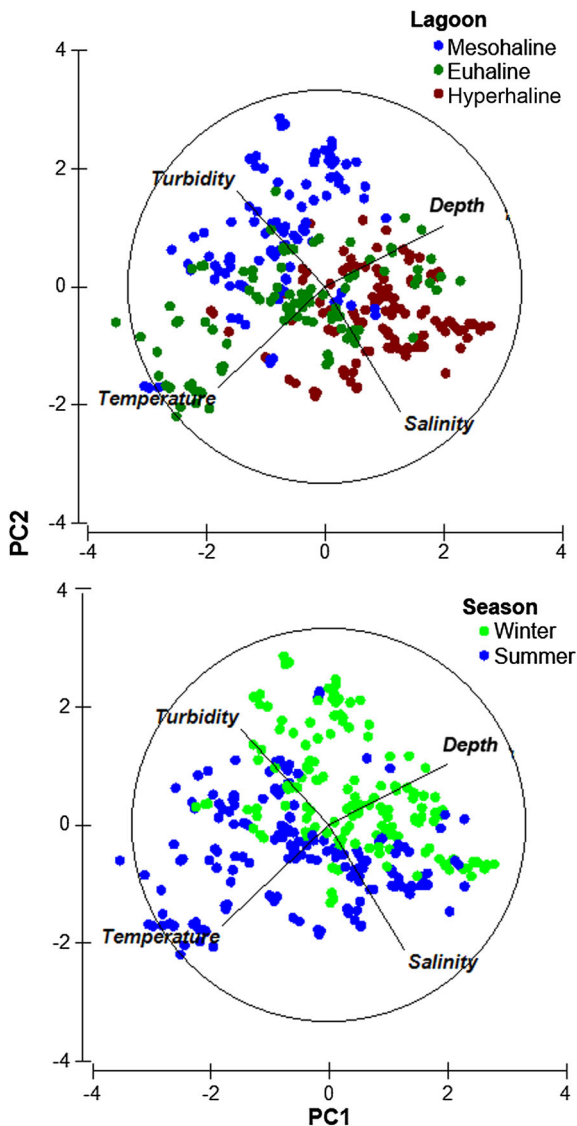 Lagoon
Mesohaline
Euhaline
Hyperhaline
4
2
0
-2
-4
Turbidity
Depth
Temperature
Salinity
-4
-2
0
2
4
PC2
4
2
0
-2
-4
Season
Winter
Summer
Turbidity
Depth
Temperature
Salinity
-4
-2
0
2
4
PC1